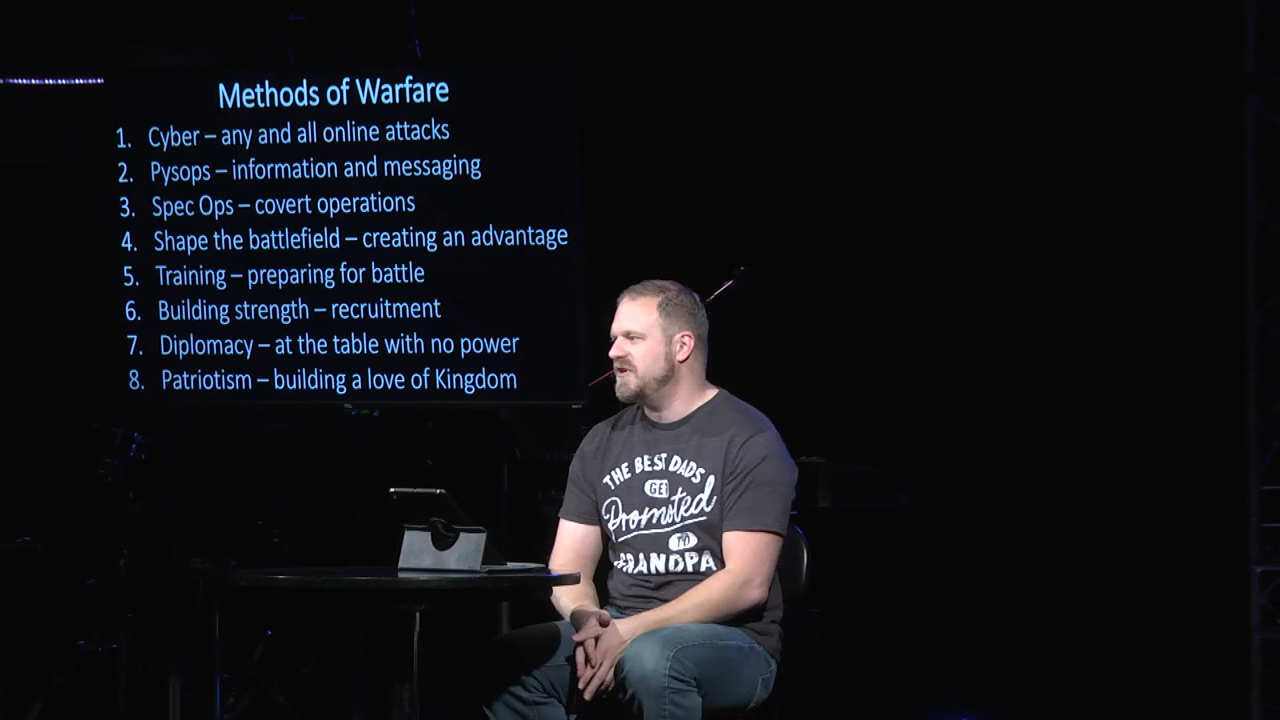 Methods of Warfare
1. Cyber – any and all online attacks
2. Pysops – information and messaging
3. Spec Ops – covert operations
4. Shape the battlefield – creating an advantage
5. Training – preparing for battle
6. Building strength – recruitment
7. Diplomacy – at the table with no power
8. Patriotism – building a love of Kingdom
THE BEST DADS
GET
Promoted
TO
GRANDPA